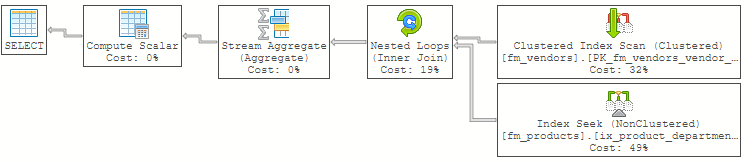 SELECT
Compute Scalar
Cost: 0%
Stream Aggregate
(Aggregate)
Cost: 0%
Nested Loops
(Inner Join)
Cost: 19%
Clustered Index Scan (Clustered)
[fm_vendors].[PK_fm_vendors_vendor_...
Cost: 32%
Index Seek (NonClustered)
[fm_products].[ix_product_departmen...
Cost: 49%